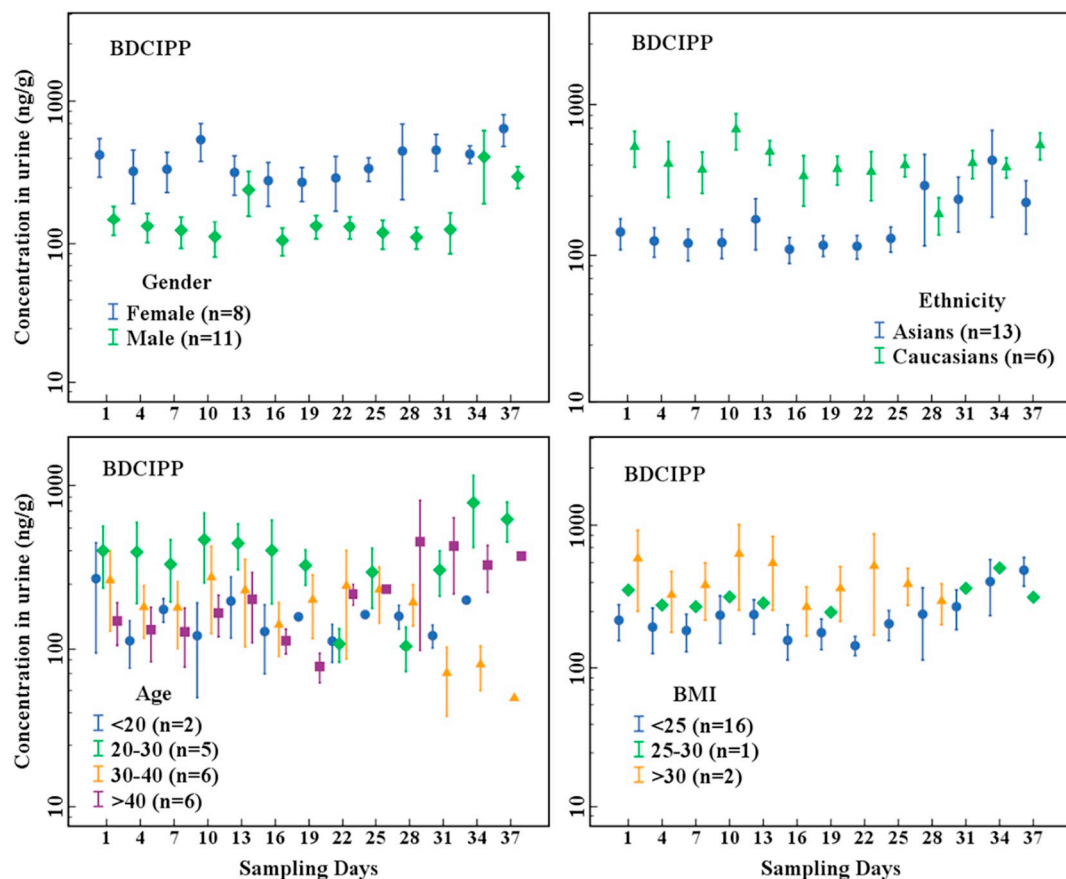 BDCIPP
Concentration in urine (ng/g)
1000
100
10
Gender
Female (n=8)
Male (n=11)
1 4 7 10 13 16 19 22 25 28 31 34 37
BDCIPP
1000
100
10
Ethnicity
Asians (n=13)
Caucasians (n=6)
1 4 7 10 13 16 19 22 25 28 31 34 37
BDCIPP
Concentration in urine (ng/g)
1000
100
10
Age
<20 (n=2)
20-30 (n=5)
30-40 (n=6)
>40 (n=6)
1 4 7 10 13 16 19 22 25 28 31 34 37
Sampling Days
BDCIPP
1000
100
10
BMI
<25 (n=16)
25-30 (n=1)
>30 (n=2)
1 4 7 10 13 16 19 22 25 28 31 34 37
Sampling Days